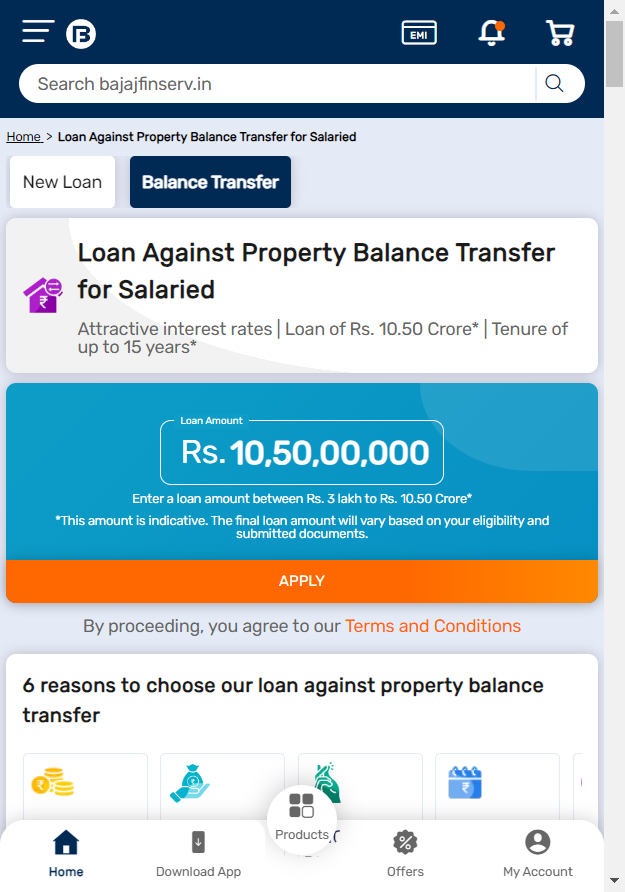 EMI
Search bajajfinserv.in
Home > Loan Against Property Balance Transfer for Salaried
New Loan
Balance Transfer
Loan Against Property Balance Transfer
for Salaried
Attractive interest rates | Loan of Rs. 10.50 Crore* | Tenure of
up to 15 years*
Loan Amount
Rs. 10,50,00,000
Enter a loan amount between Rs. 3 lakh to Rs. 10.50 Crore*
*This amount is indicative. The final loan amount will vary based on your eligibility and
submitted documents.
APPLY
By proceeding, you agree to our Terms and Conditions
6 reasons to choose our loan against property balance
transfer
Home
Download App
Products
Offers
My Account